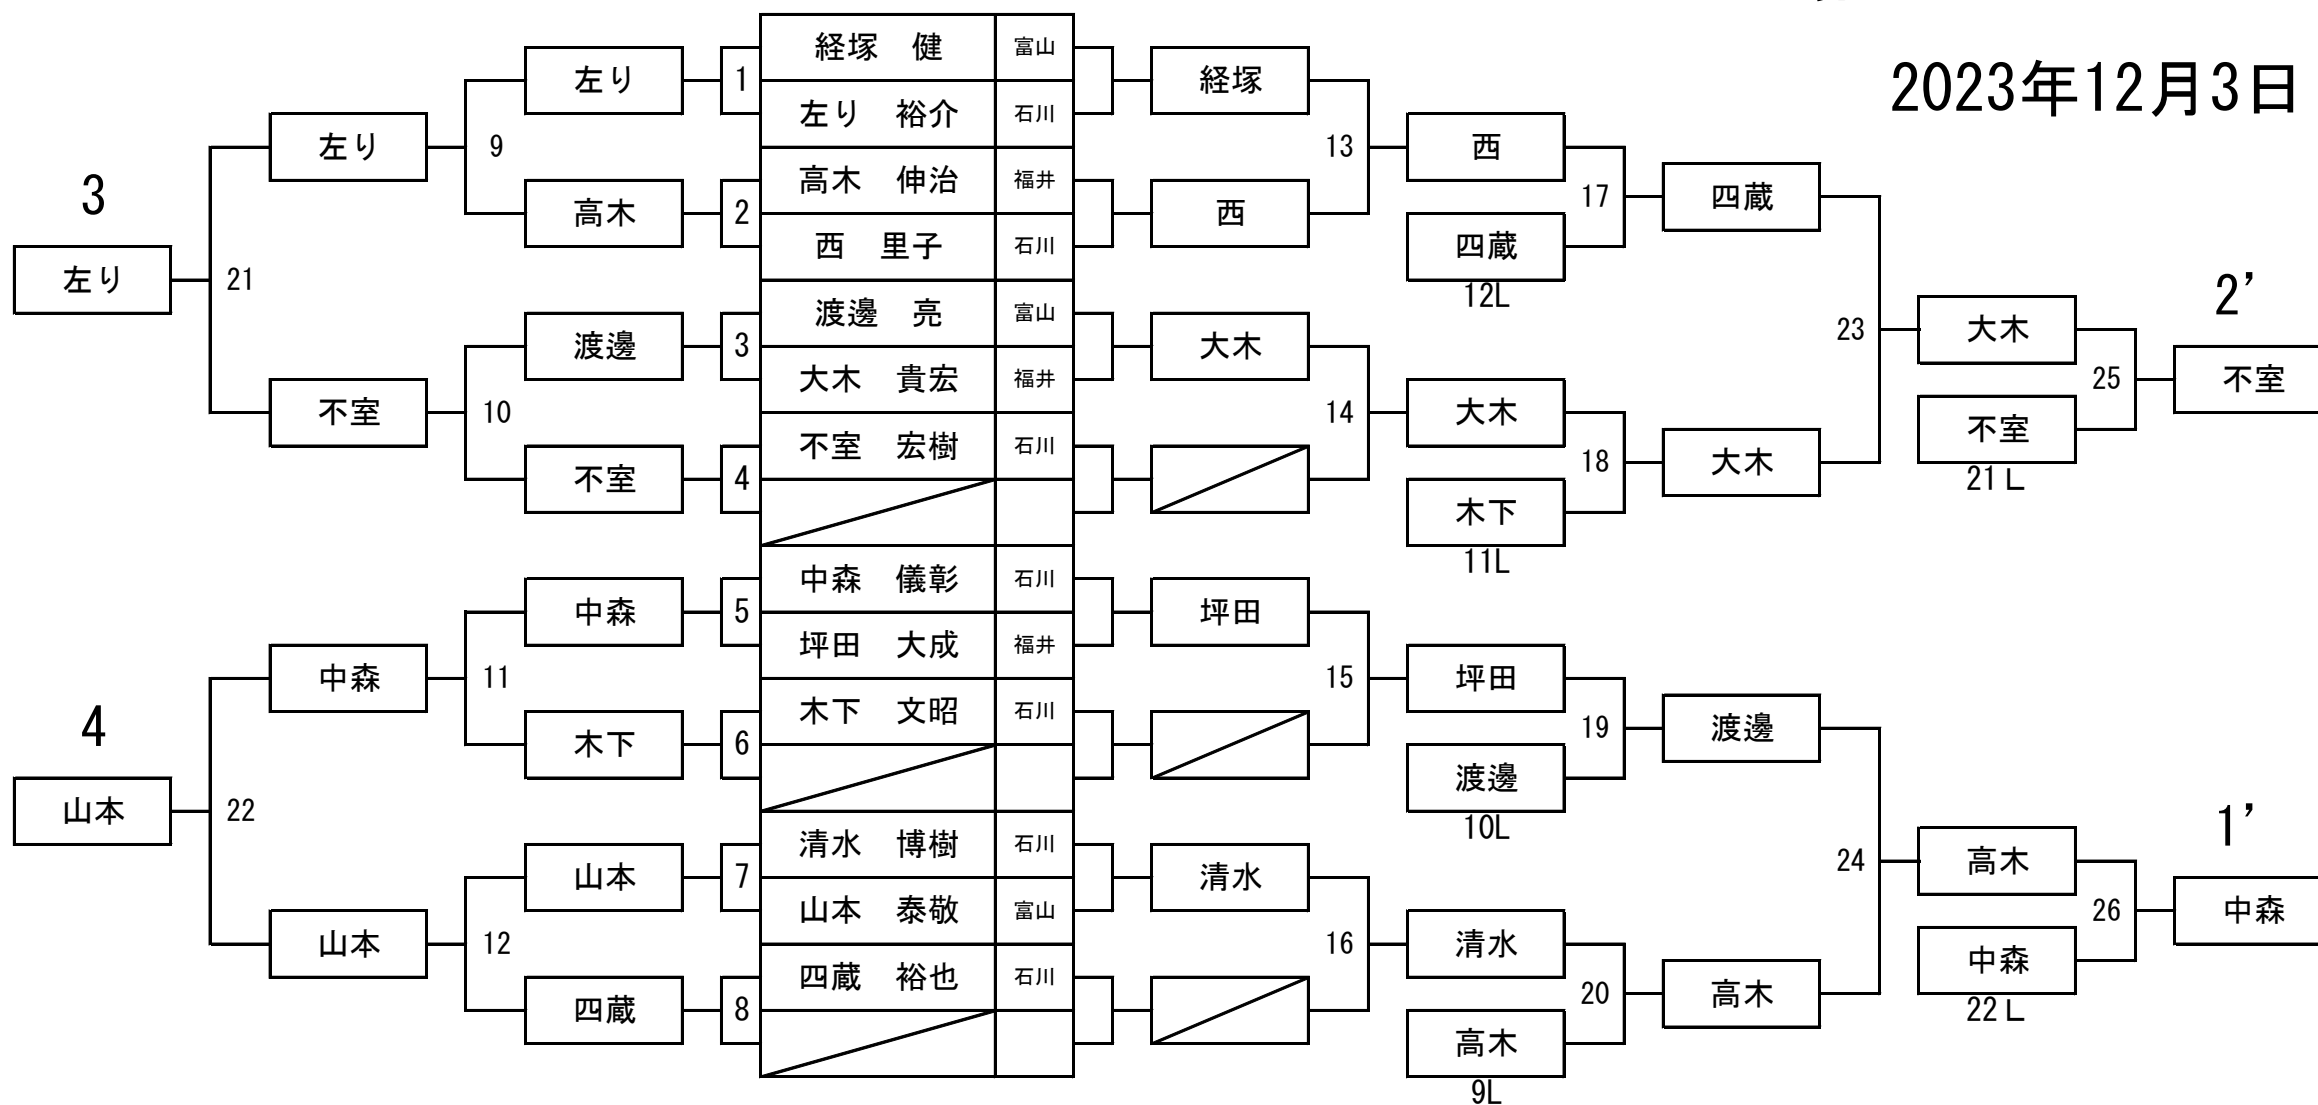 2023年12月3日
経塚　健 富山
左り 1 経塚
左り　裕介 石川
左り 9 13 西
高木　伸治 福井
3 17 四蔵
高木 2 西
西　里子 石川
四蔵
左り 21 12L 2’
渡邊　亮 富山
渡邊 3 大木 23 大木
大木　貴宏 福井
25 不室
不室 10 14 大木
不室　宏樹 石川
不室
18 大木
不室 4 21L
木下
11L
中森　儀彰 石川
中森 5 坪田
坪田　大成 福井
中森 11 15 坪田
木下　文昭 石川
4 19 渡邊
木下 6
渡邊
山本 22 10L 1’
清水　博樹 石川
山本 7 清水 24 高木
山本　泰敬 富山
26 中森
山本 12 16 清水
四蔵　裕也 石川
中森
20 高木
四蔵 8 22L
高木
9L